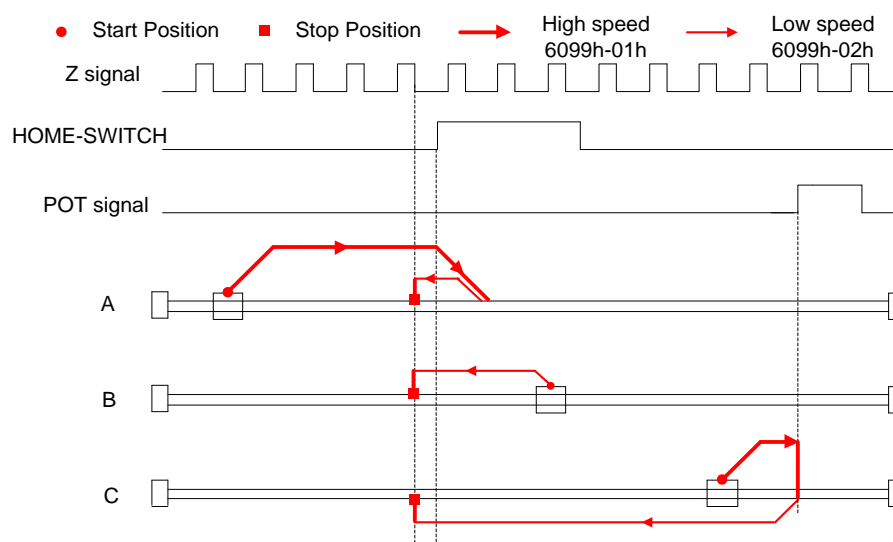 Start Position
Stop Position
High speed
6099h-01h
Low speed
6099h-02h
Z signal
HOME-SWITCH
POT signal
A
B
C